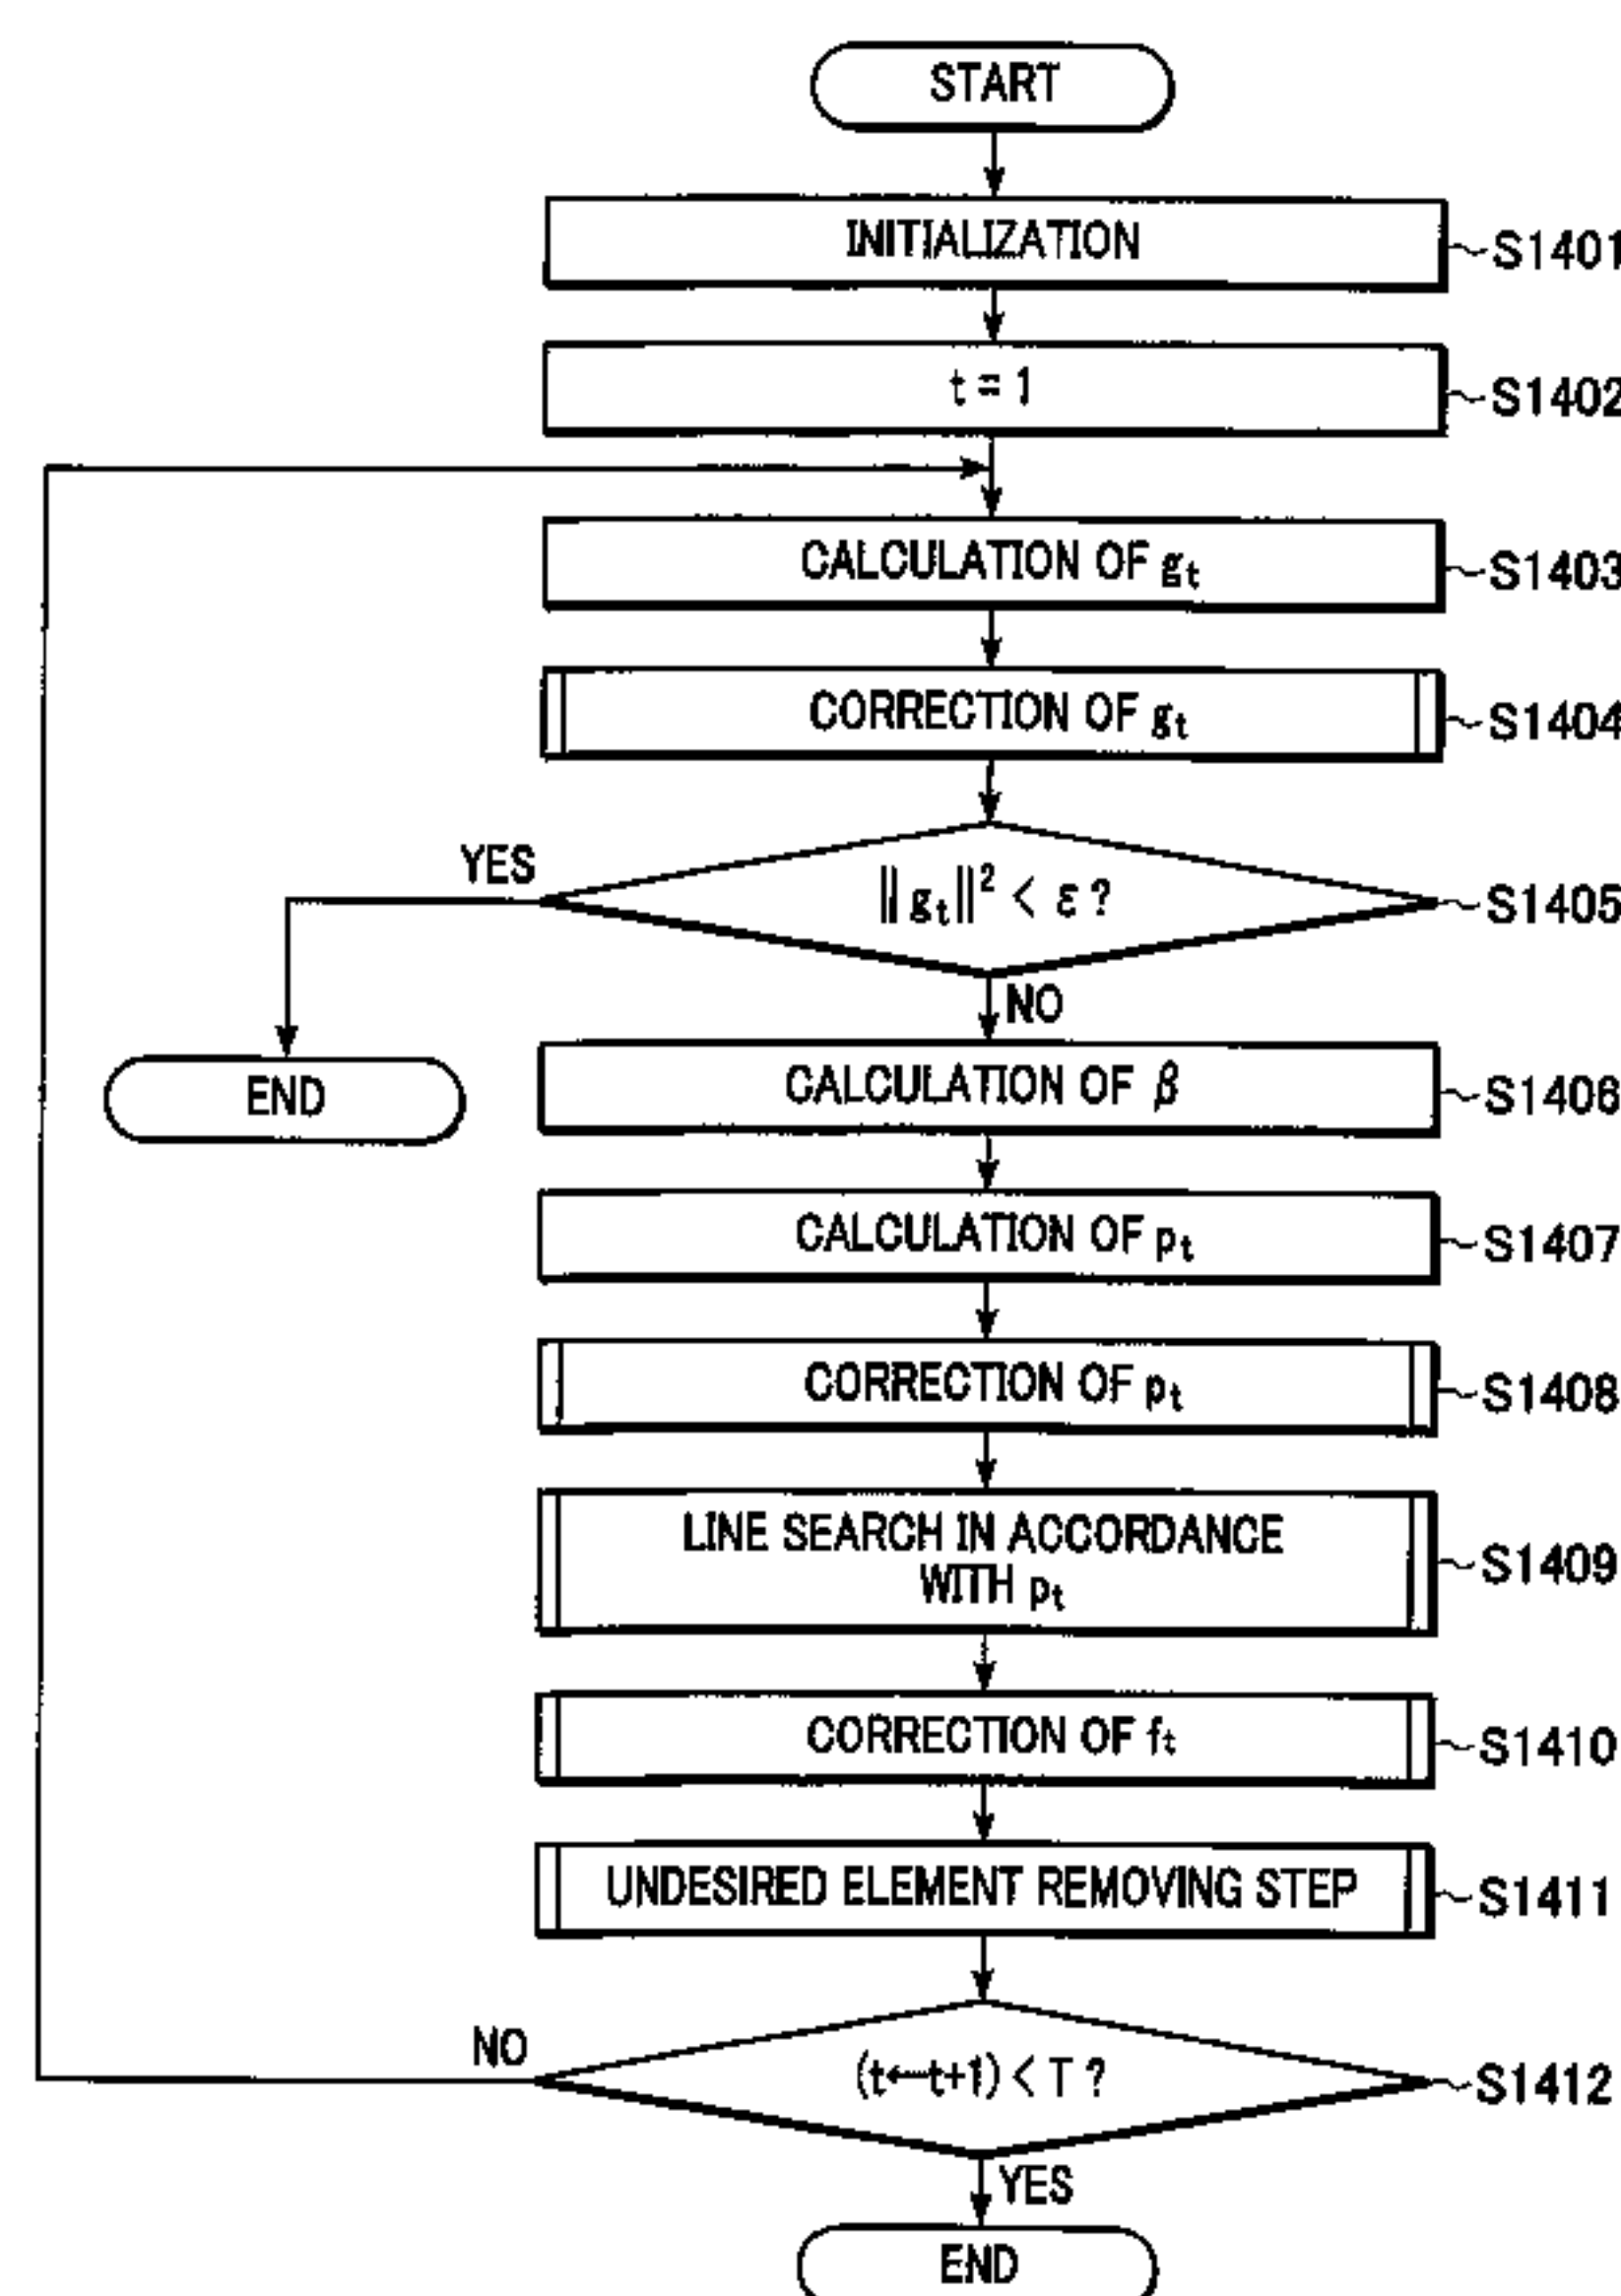 START
INITIALIZATION
S1401
t = 1
S1402
CALCULATION OF gt
S1403
CORRECTION OF gt
S1404
YES
||gt||² < ε ?
S1405
NO
END
CALCULATION OF β
S1406
CALCULATION OF pt
S1407
CORRECTION OF pt
S1408
LINE SEARCH IN ACCORDANCE
WITH pt
S1409
CORRECTION OF ft
S1410
UNDESIRED ELEMENT REMOVING STEP
S1411
NO
(t←t+1) < T ?
S1412
YES
END